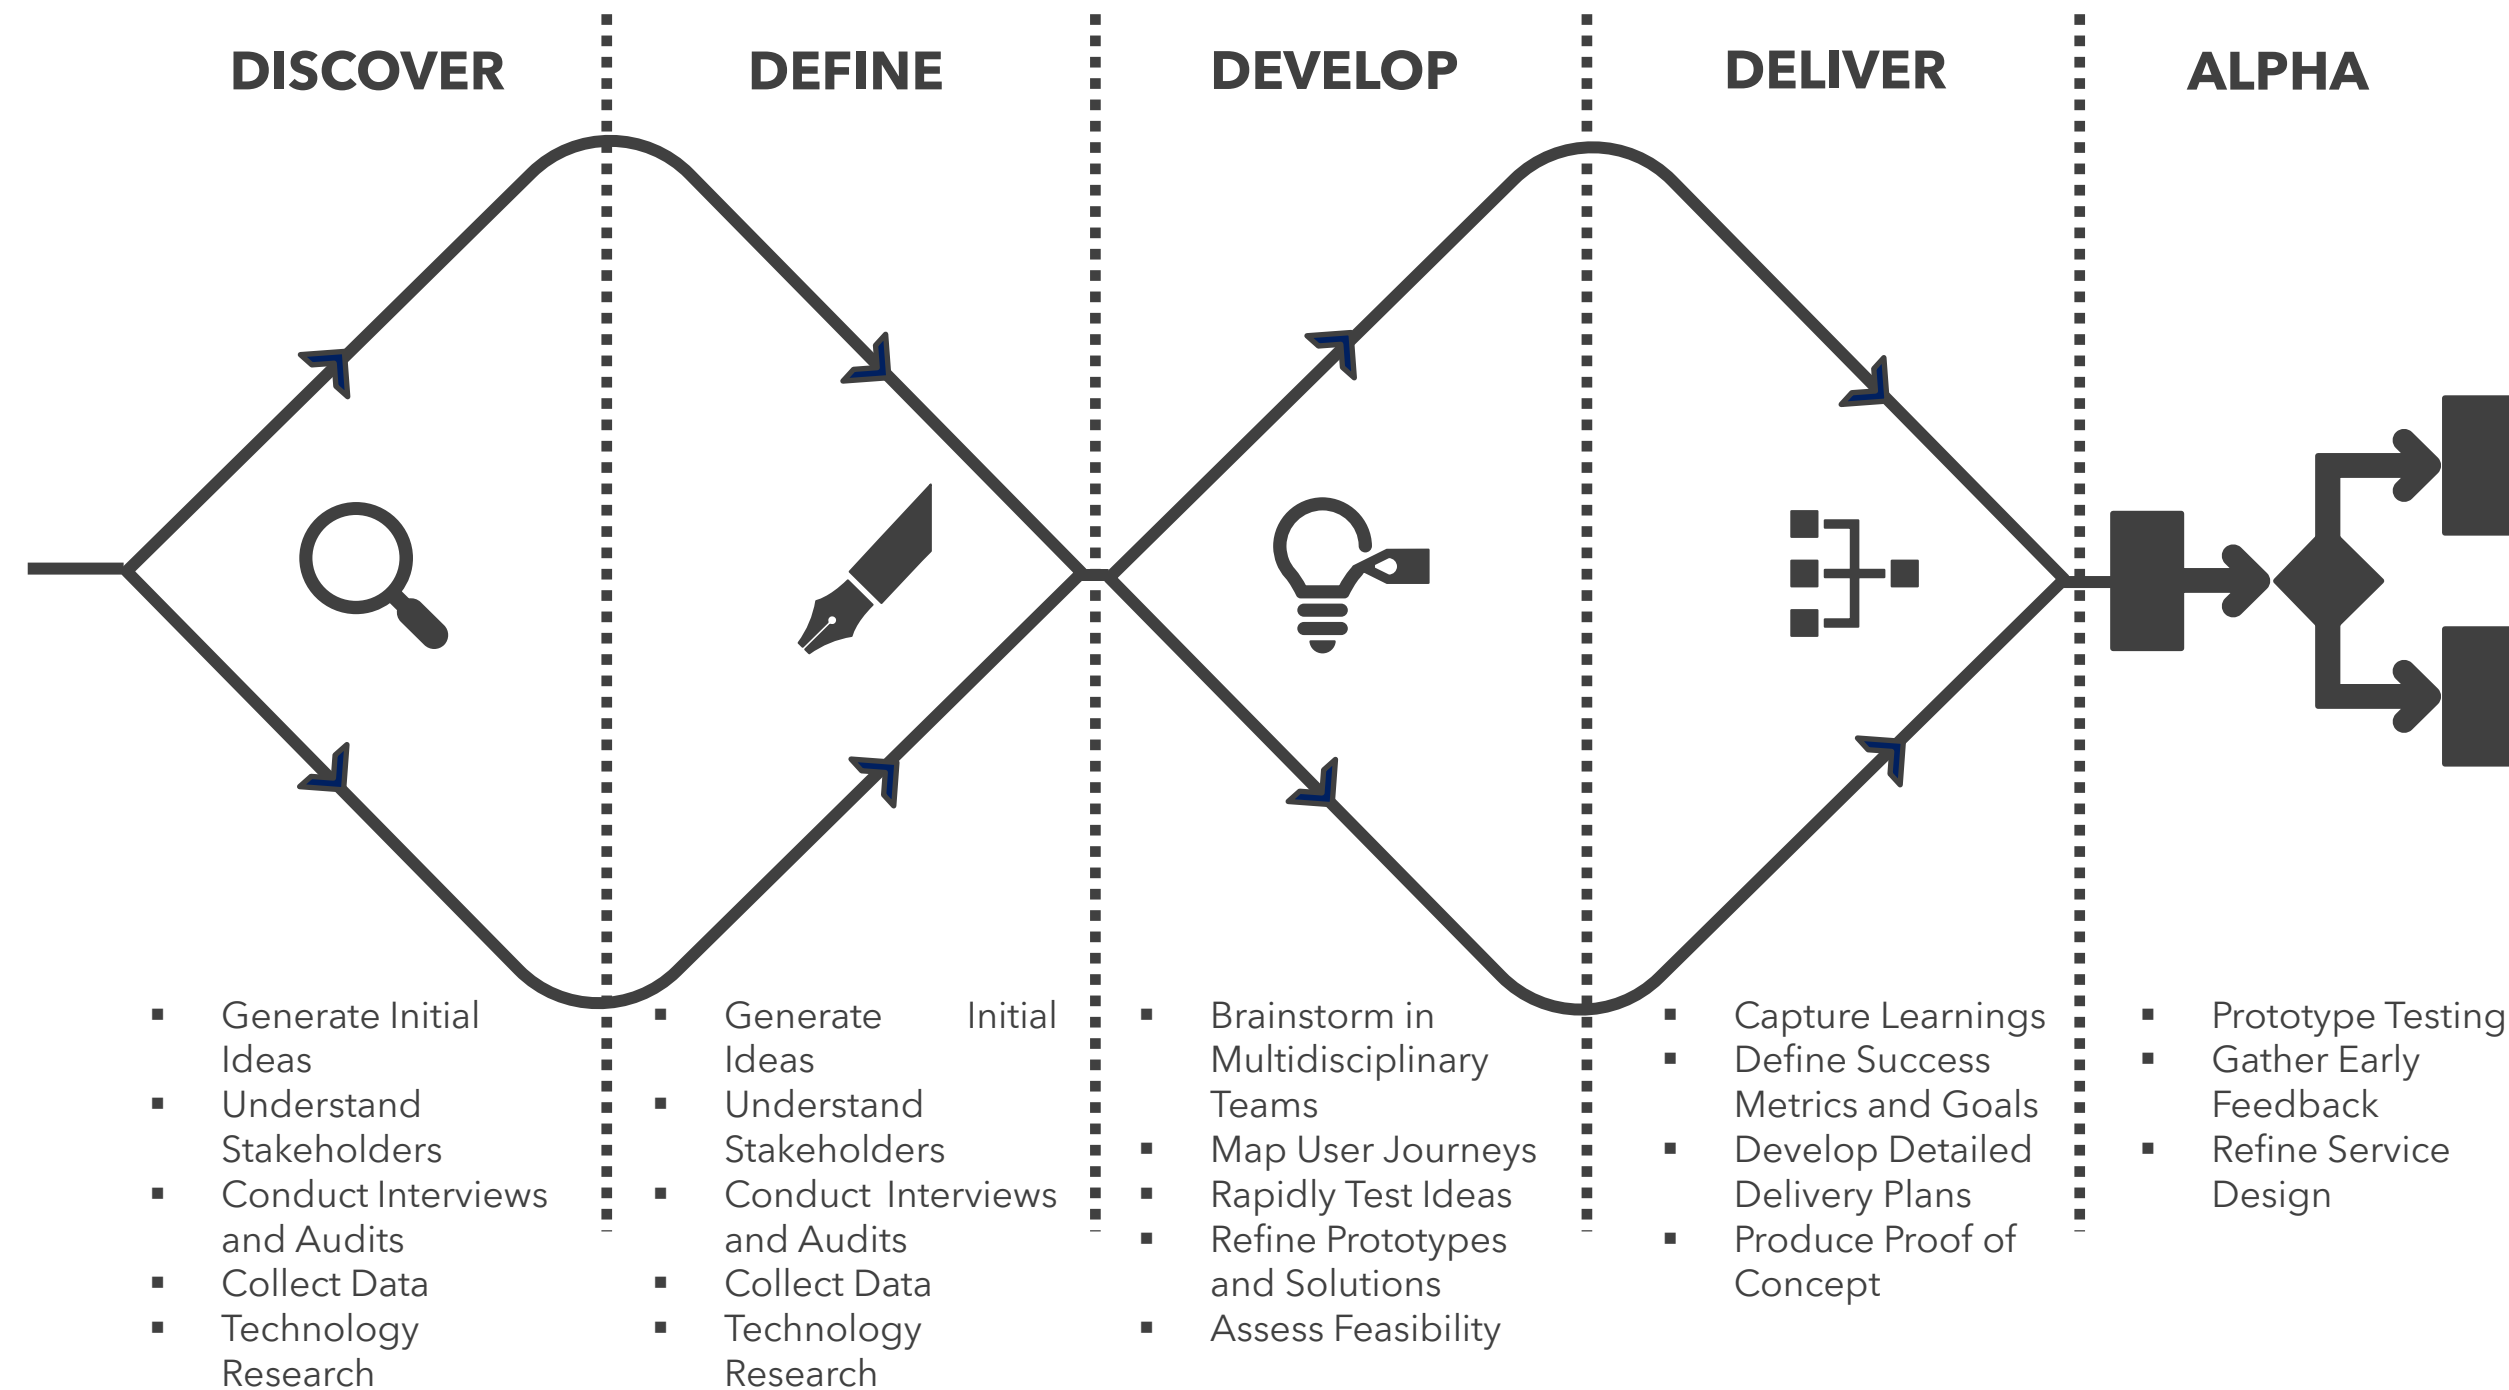 DISCOVER
DEFINE
DEVELOP
DELIVER
ALPHA
▪ Generate Initial
Ideas
▪ Understand
Stakeholders
▪ Conduct Interviews
and Audits
▪ Collect Data
▪ Technology
Research
▪ Generate Initial
Ideas
▪ Understand
Stakeholders
▪ Conduct Interviews
and Audits
▪ Collect Data
▪ Technology
Research
▪ Brainstorm in
Multidisciplinary
Teams
▪ Map User Journeys
▪ Rapidly Test Ideas
▪ Refine Prototypes
and Solutions
▪ Assess Feasibility
▪ Capture Learnings
▪ Define Success
Metrics and Goals
▪ Develop Detailed
Delivery Plans
▪ Produce Proof of
Concept
▪ Prototype Testing
▪ Gather Early
Feedback
▪ Refine Service
Design